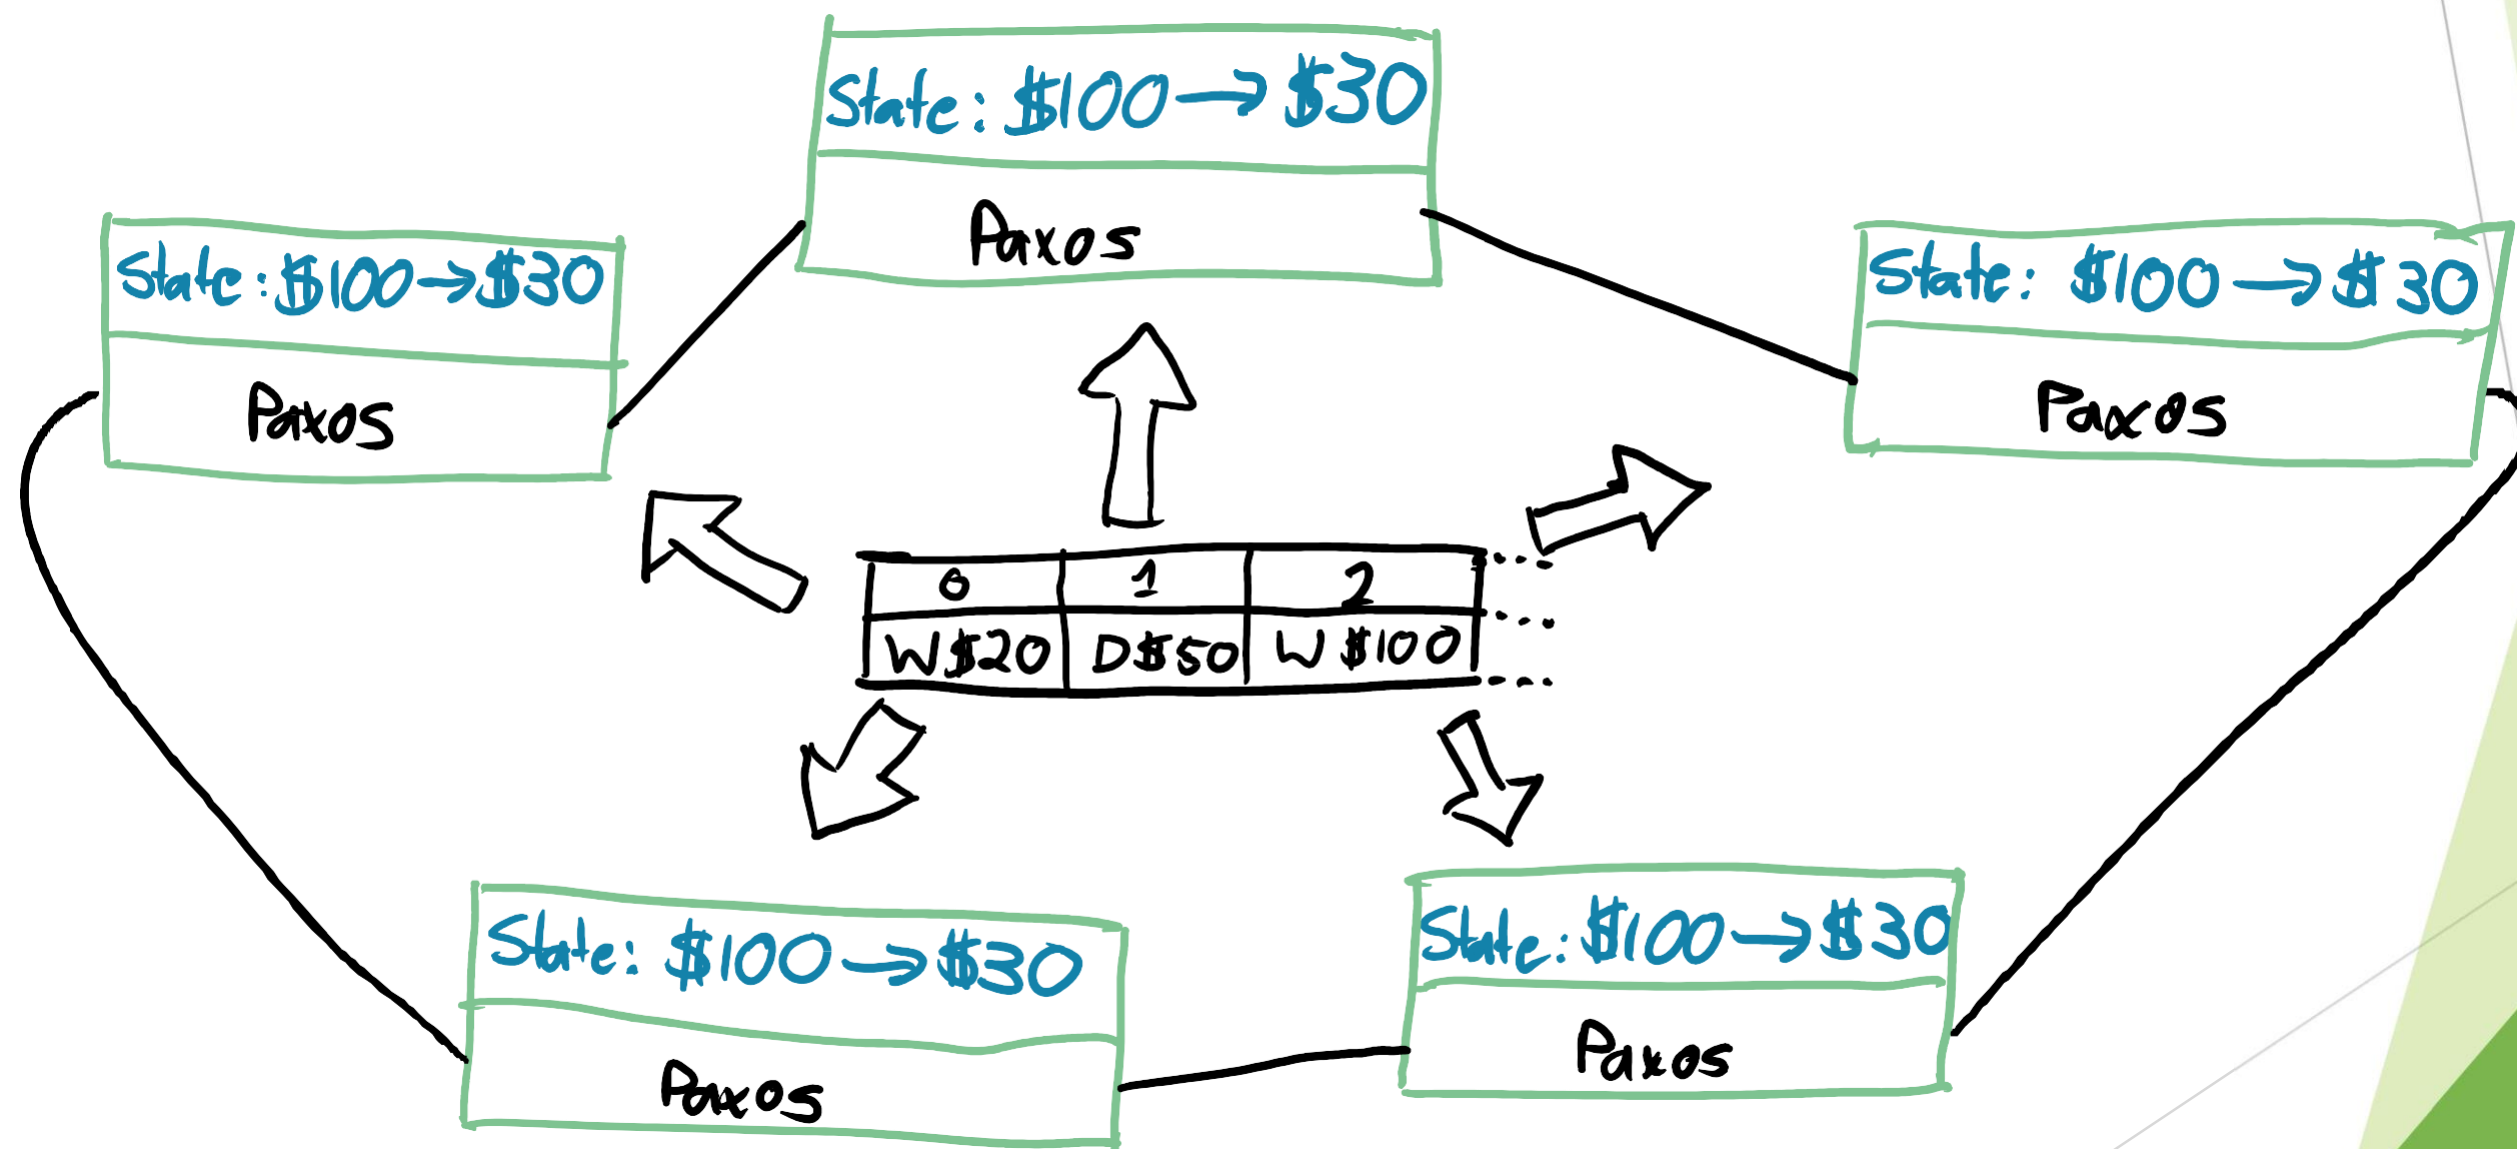 State: $100 → $30
Paxos
State: $100 → $30
Paxos
State: $100 → $30
Paxos
0 1 2
W $20 D $50 W $100
State: $100 → $30
Paxos
State: $100 → $30
Paxos